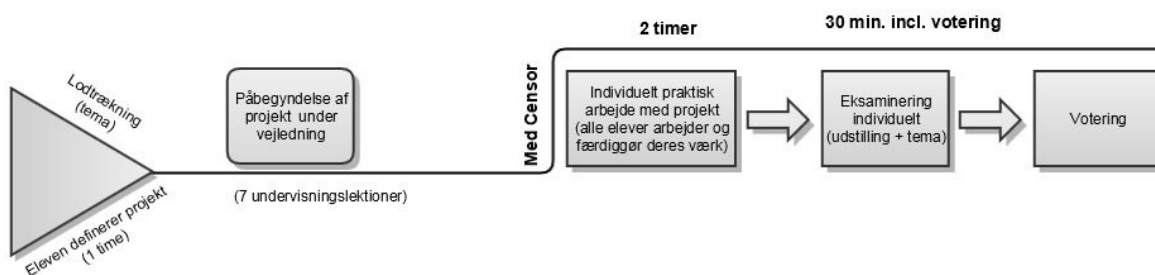 Lodtrækning
(tema)
Eleven definerer projekt
(1 time)
Påbegyndelse af
projekt under
vejledning
(7 undervisningslektioner)
Med Censor
2 timer
Individuelt praktisk
arbejde med projekt
(alle elever arbejder og
færdiggør deres værk)
30 min. incl. votering
Eksaminering
individuelt
(udstilling + tema)
Votering